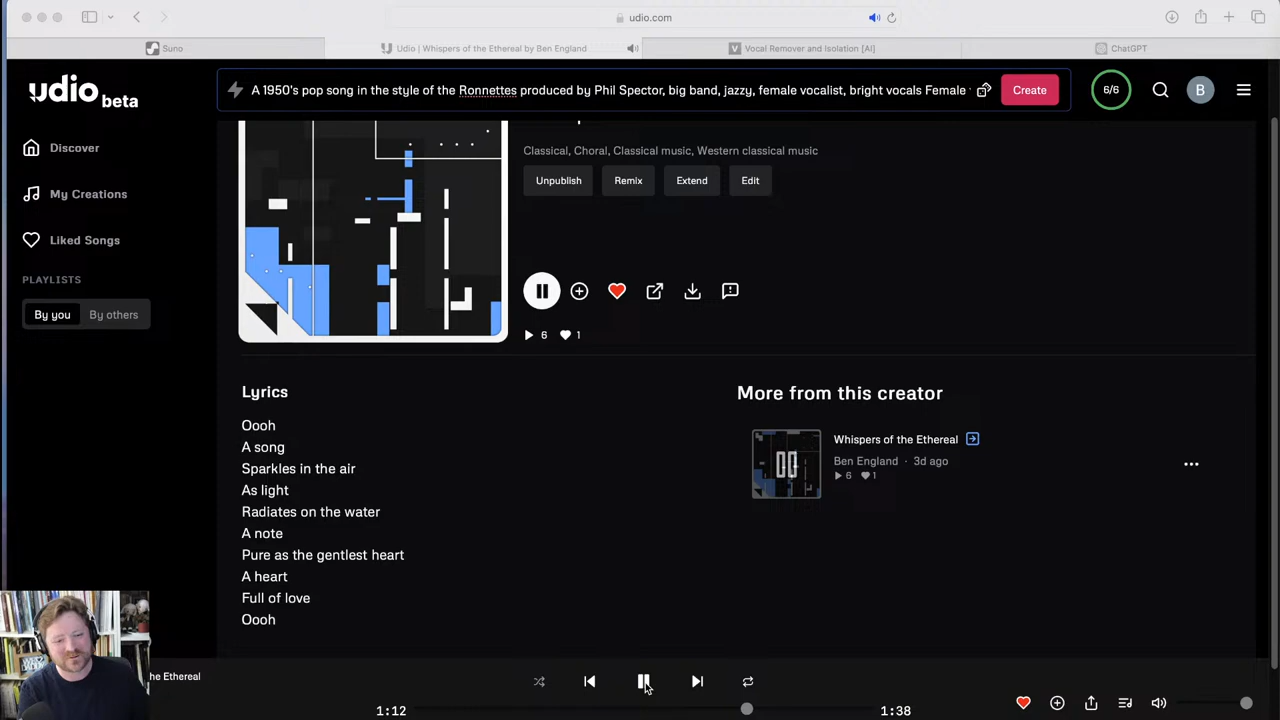 udio.com
Suno
Udio | Whispers of the Ethereal by Ben England
Vocal Remover and Isolation [AI]
ChatGPT
udio beta
A 1950's pop song in the style of the Ronnettes produced by Phil Spector, big band, jazzy, female vocalist, bright vocals Female
Create
6/6
B
Discover
My Creations
Liked Songs
PLAYLISTS
By you
By others
Classical, Choral, Classical music, Western classical music
Unpublish
Remix
Extend
Edit
6
1
Lyrics
Oooh
A song
Sparkles in the air
As light
Radiates on the water
A note
Pure as the gentlest heart
A heart
Full of love
Oooh
More from this creator
Whispers of the Ethereal
Ben England · 3d ago
6 1
he Ethereal
1:12
1:38